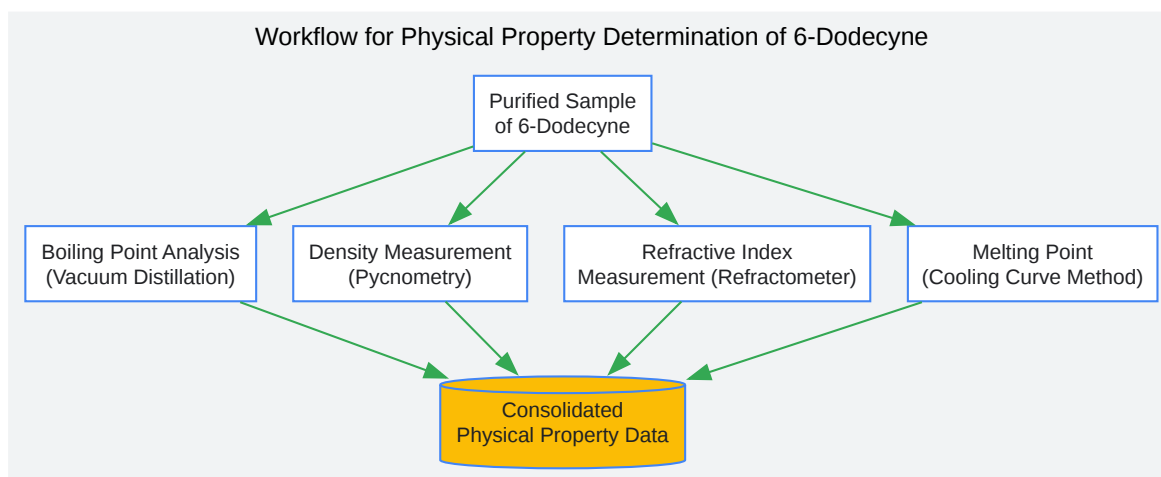 Workflow for Physical Property Determination of 6-Dodecyne
Purified Sample
of 6-Dodecyne
Boiling Point Analysis
(Vacuum Distillation)
Density Measurement
(Pycnometry)
Refractive Index
Measurement (Refractometer)
Melting Point
(Cooling Curve Method)
Consolidated
Physical Property Data